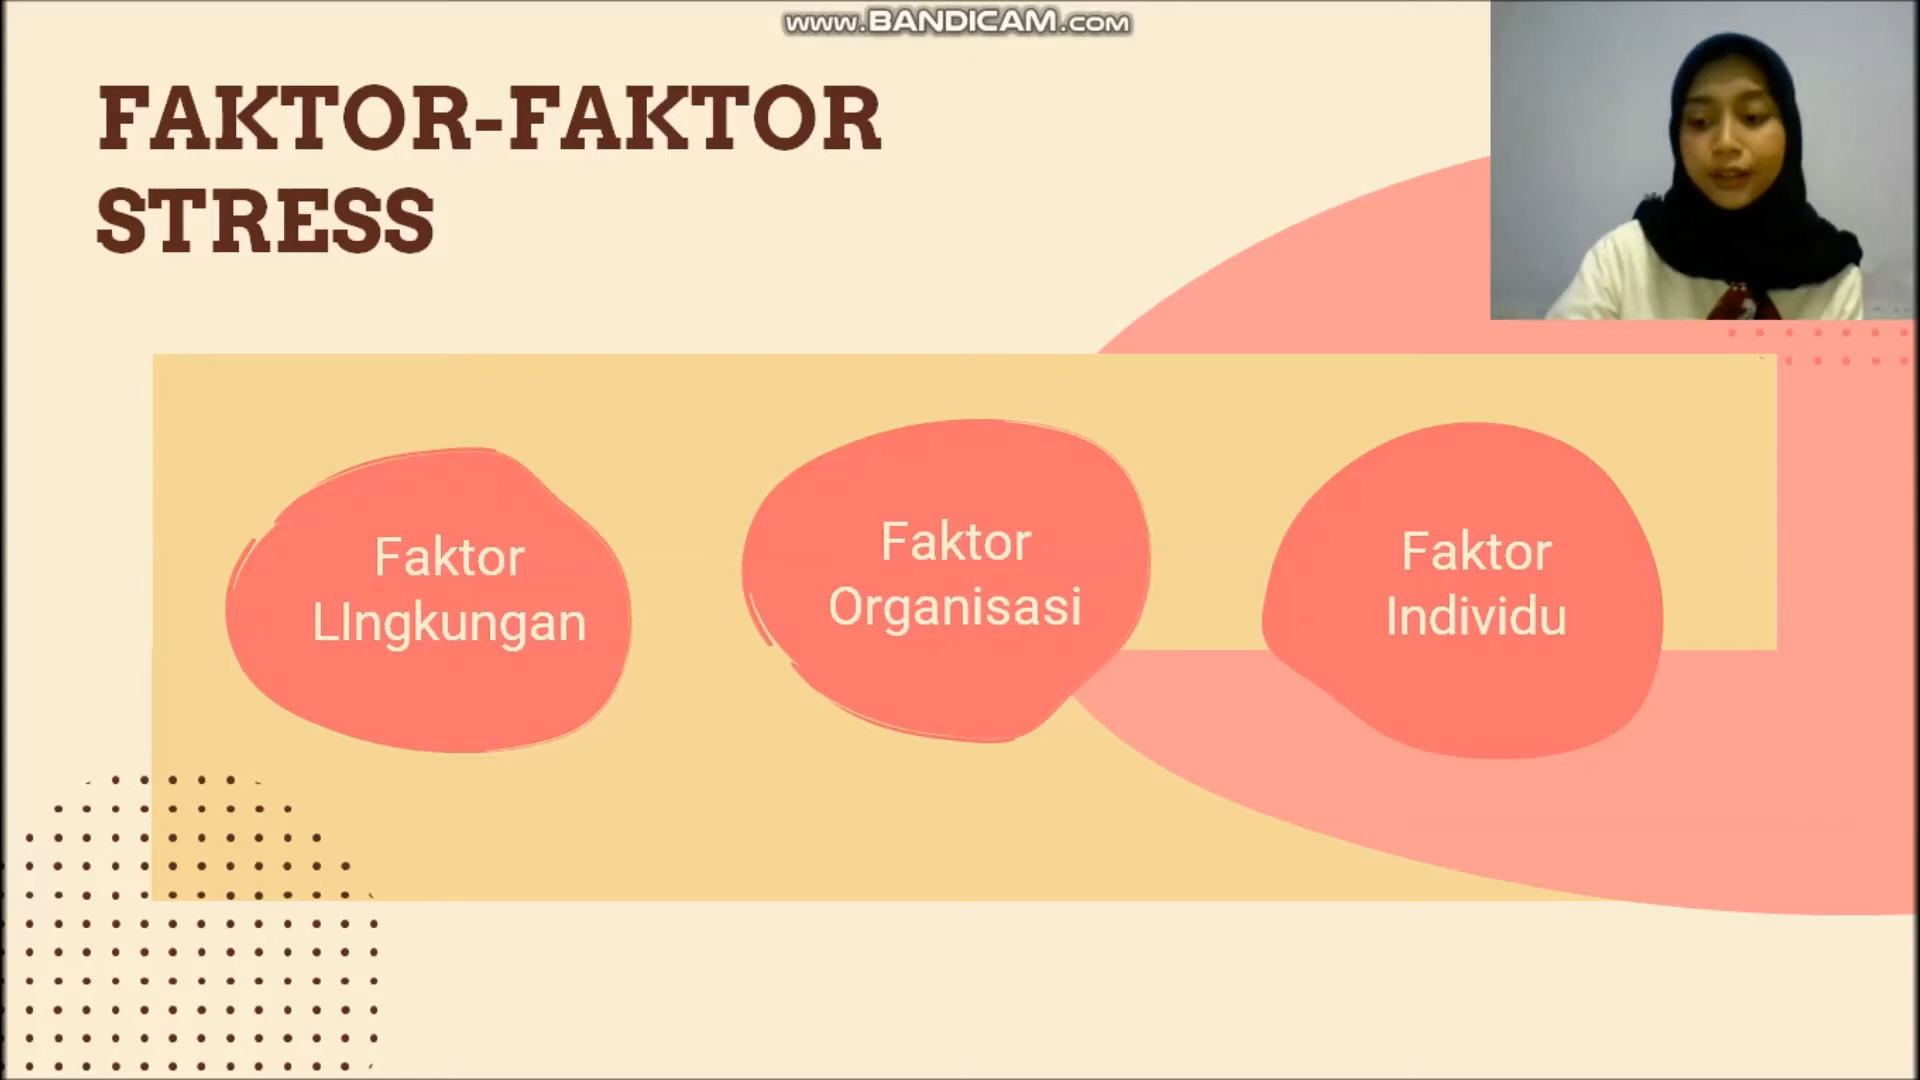 www.BANDICAM.com
FAKTOR-FAKTOR
STRESS
Faktor
LIngkungan
Faktor
Organisasi
Faktor
Individu